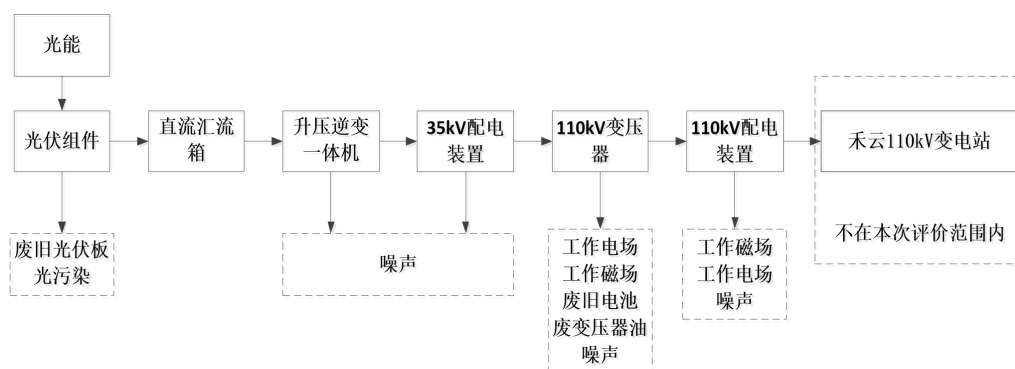 光能
光伏组件
直流汇流
箱
升压逆变
一体机
35kV配电
装置
110kV变压
器
110kV配电
装置
禾云110kV变电站
不在本次评价范围内
废旧光伏板
光污染
噪声
工作电场
工作磁场
废旧电池
废变压器油
噪声
工作磁场
工作电场
噪声